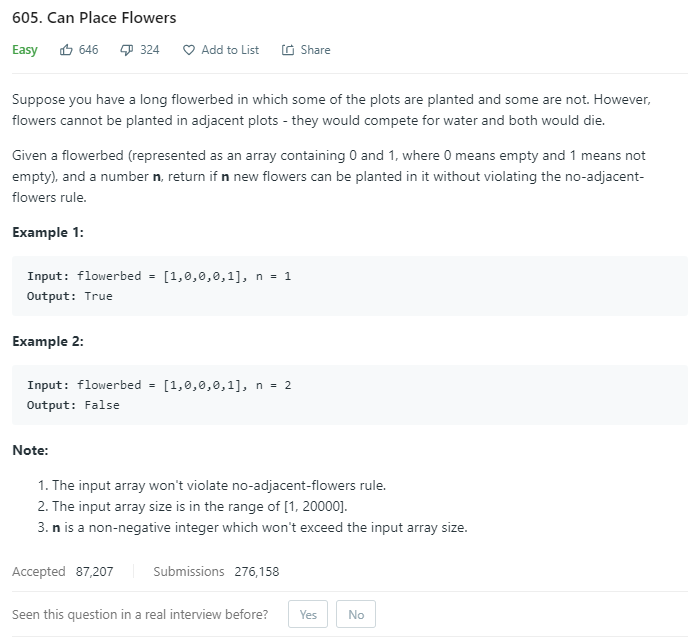 605. Can Place Flowers
Easy 646 324 Add to List Share
Suppose you have a long flowerbed in which some of the plots are planted and some are not. However,
flowers cannot be planted in adjacent plots - they would compete for water and both would die.
Given a flowerbed (represented as an array containing 0 and 1, where 0 means empty and 1 means not
empty), and a number n, return if n new flowers can be planted in it without violating the no-adjacent-
flowers rule.
Example 1:
Input: flowerbed = [1,0,0,0,1], n = 1
Output: True
Example 2:
Input: flowerbed = [1,0,0,0,1], n = 2
Output: False
Note:
1. The input array won't violate no-adjacent-flowers rule.
2. The input array size is in the range of [1, 20000].
3. n is a non-negative integer which won't exceed the input array size.
Accepted 87,207 Submissions 276,158
Seen this question in a real interview before? Yes No